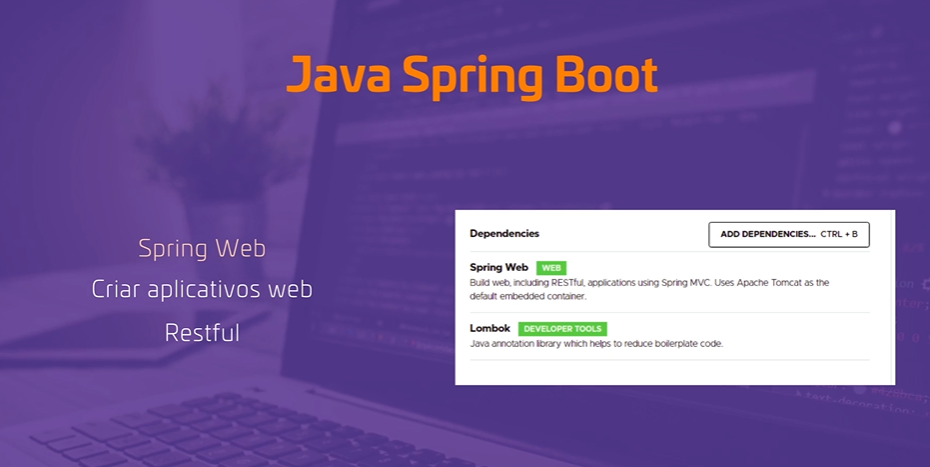 Java Spring Boot
Spring Web
Criar aplicativos web
Restful
Dependencies
ADD DEPENDENCIES... CTRL + B
Spring Web WEB
Build web, including RESTful, applications using Spring MVC. Uses Apache Tomcat as the
default embedded container.
Lombok DEVELOPER TOOLS
Java annotation library which helps to reduce boilerplate code.